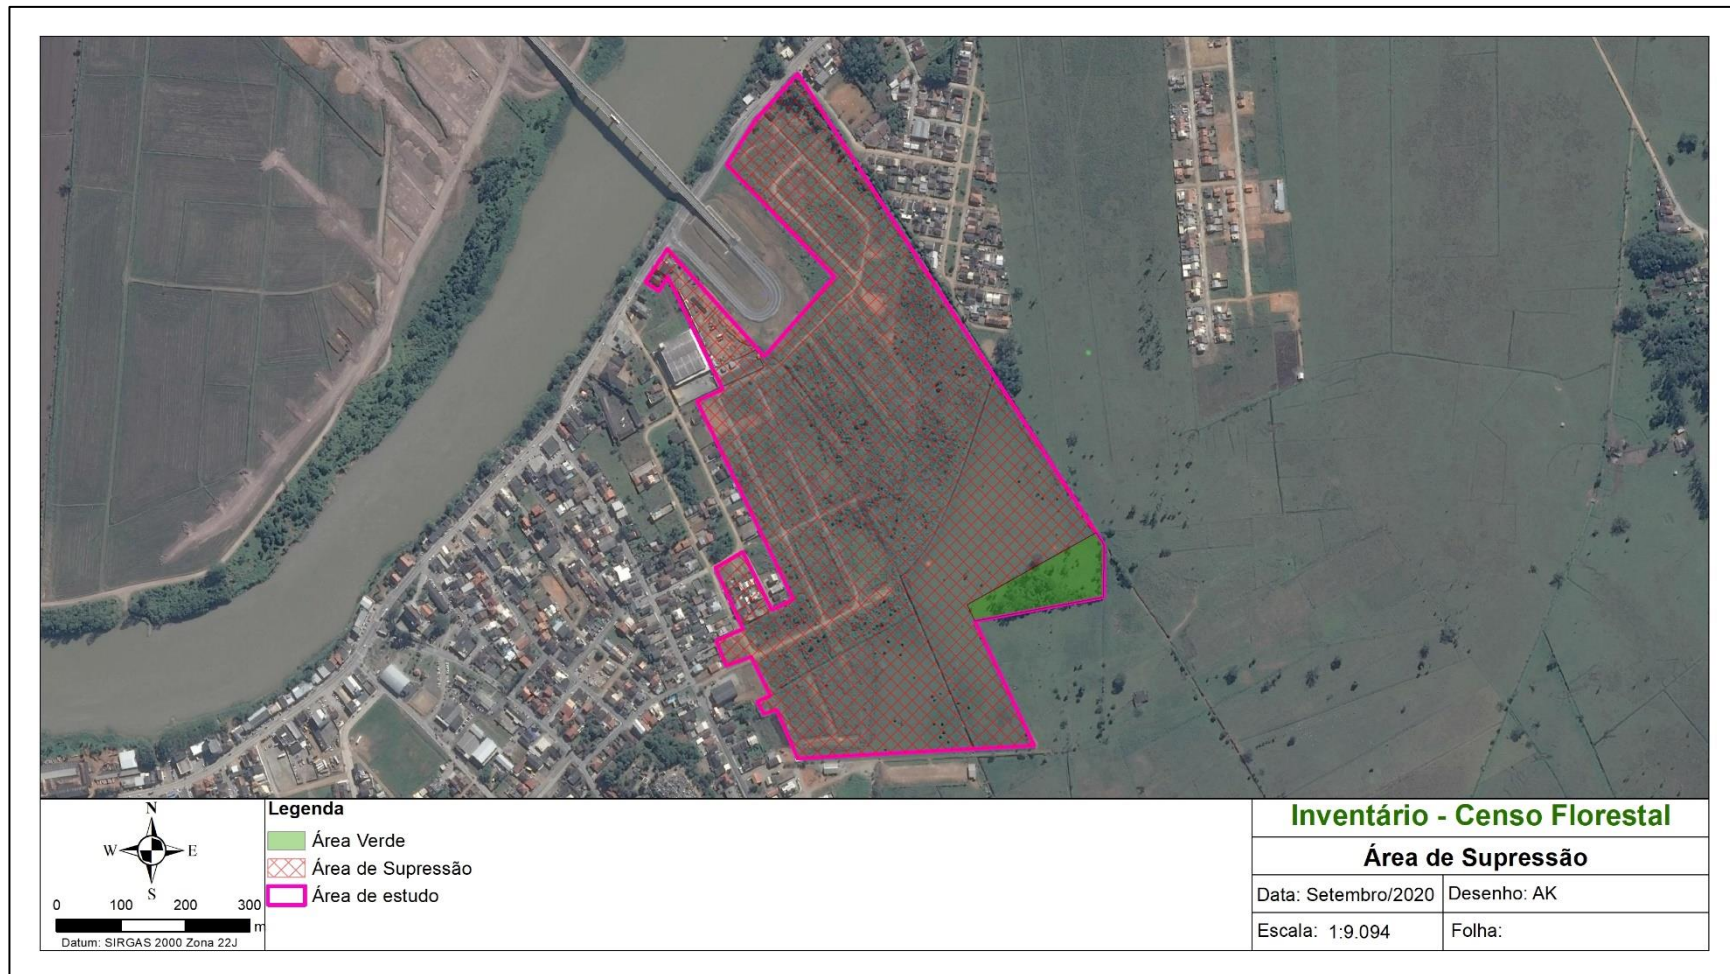 N
W E
S
0 100 200 300
m
Datum: SIRGAS 2000 Zona 22J
Legenda
Área Verde
Área de Supressão
Área de estudo
Inventário - Censo Florestal
Área de Supressão
Data: Setembro/2020 Desenho: AK
Escala: 1:9.094 Folha: